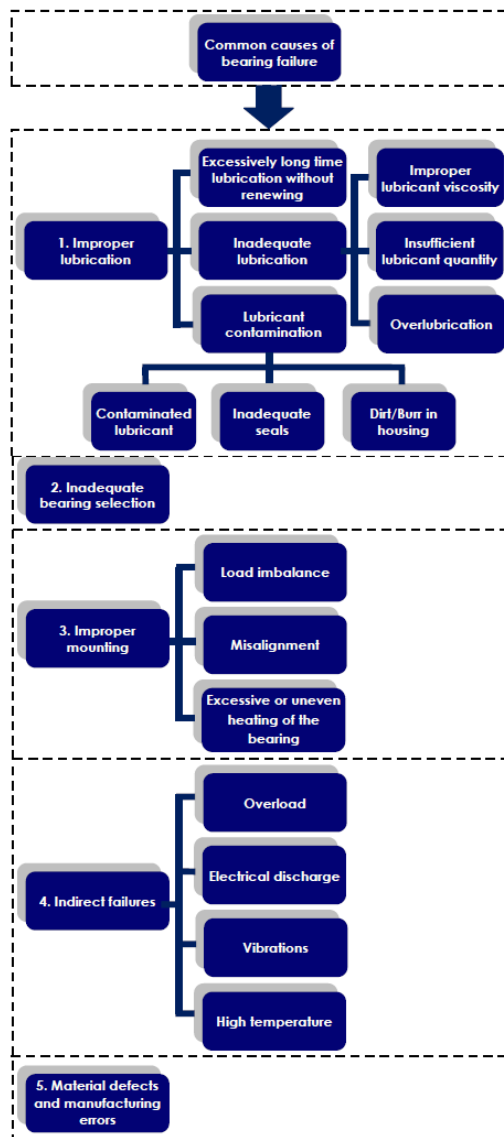 Common causes of
bearing failure
Excessively long time
lubrication without
renewing
Improper
lubricant viscosity
1. Improper
lubrication
Inadequate
lubrication
Insufficient
lubricant quantity
Lubricant
contamination
Overlubrication
Contaminated
lubricant
Inadequate
seals
Dirt/Burr in
housing
2. Inadequate
bearing selection
Load imbalance
3. Improper
mounting
Misalignment
Excessive or uneven
heating of the
bearing
Overload
Electrical discharge
4. Indirect failures
Vibrations
High temperature
5. Material defects
and manufacturing
errors